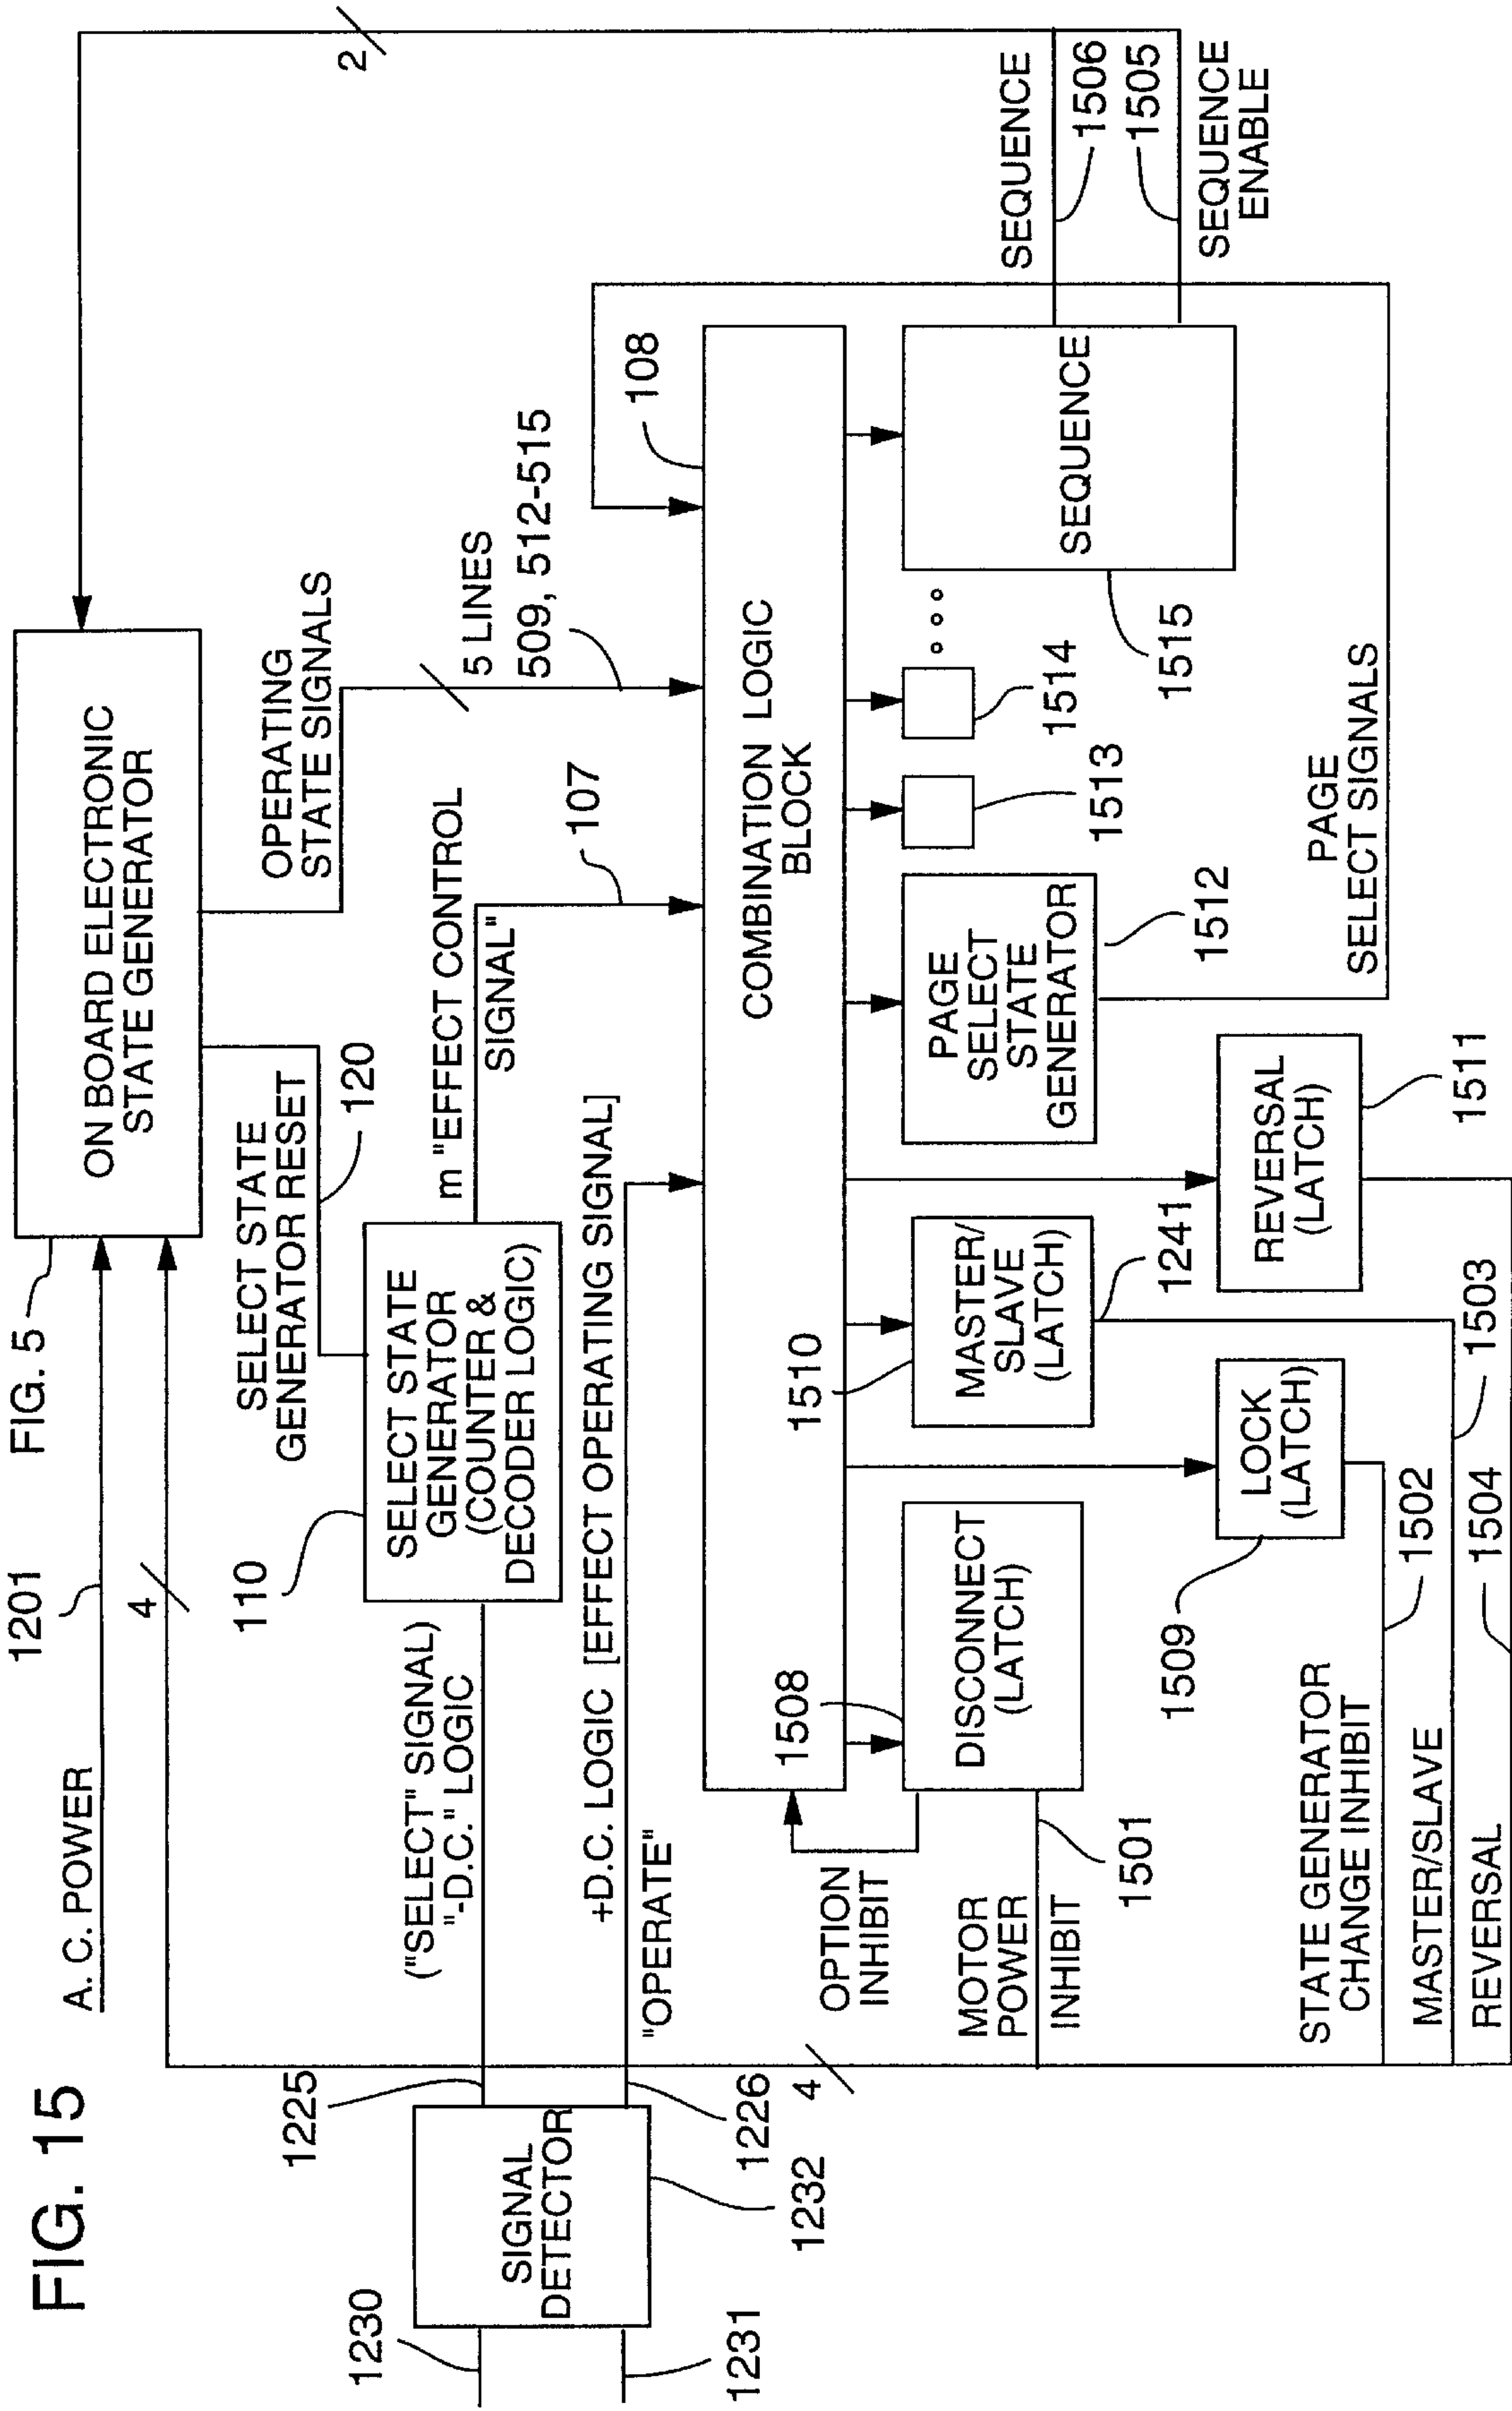 FIG. 15
A. C. POWER
1201
FIG. 5
ON BOARD ELECTRONIC
STATE GENERATOR
2
4
SELECT STATE
GENERATOR RESET
120
OPERATING
STATE SIGNALS
5 LINES
509, 512-515
110
SELECT STATE
GENERATOR
(COUNTER &
DECODER LOGIC)
m "EFFECT CONTROL
SIGNAL"
107
("SELECT" SIGNAL)
"-D.C." LOGIC
1225
+D.C. LOGIC [EFFECT OPERATING SIGNAL]
"OPERATE"
1226
1230
1231
SIGNAL
DETECTOR
1232
108
COMBINATION LOGIC
BLOCK
4
OPTION
INHIBIT
MOTOR
POWER
INHIBIT
1501
1508
DISCONNECT
(LATCH)
1509
LOCK
(LATCH)
1510
MASTER/
SLAVE
(LATCH)
1241
REVERSAL
(LATCH)
1511
PAGE
SELECT
STATE
GENERATOR
1512
1513
1514
SEQUENCE
1515
SEQUENCE
1506
1505
SEQUENCE
ENABLE
PAGE
SELECT SIGNALS
STATE GENERATOR
CHANGE INHIBIT
1502
MASTER/SLAVE
1503
REVERSAL
1504